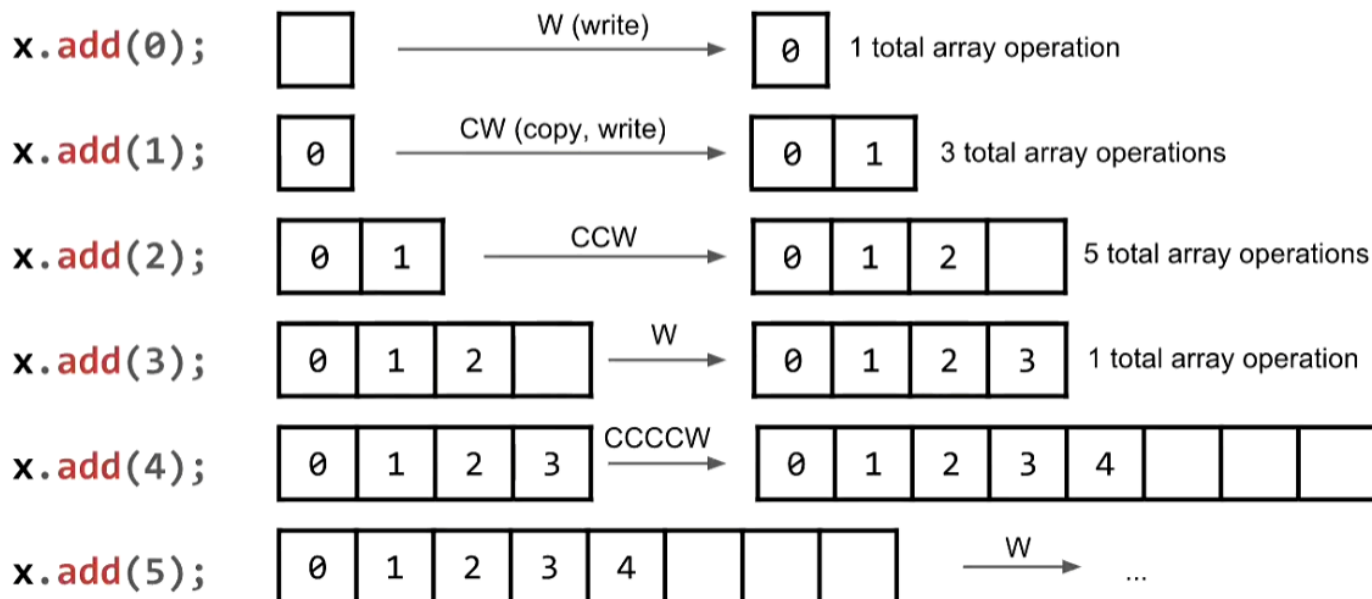 x.add(0); W (write) 0 1 total array operation
x.add(1); 0 CW (copy, write) 0 1 3 total array operations
x.add(2); 0 1 CCW 0 1 2 5 total array operations
x.add(3); 0 1 2 W 0 1 2 3 1 total array operation
x.add(4); 0 1 2 3 CCCCW 0 1 2 3 4
x.add(5); 0 1 2 3 4 W ...